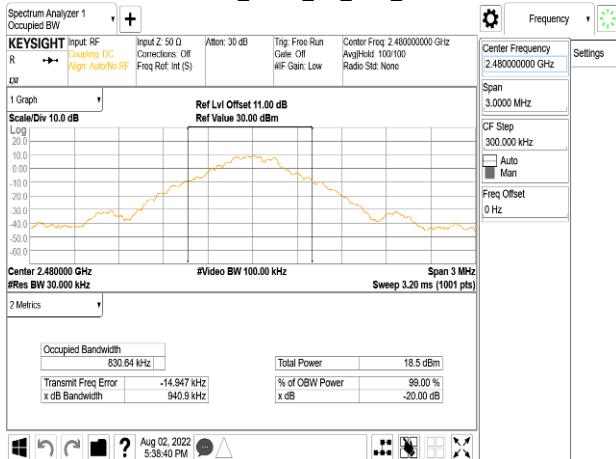 Spectrum Analyzer 1
Occupied BW
+
Frequency
KEYSIGHT
R
Input: RF
Coupling: DC
Align: Auto/No RF
Input Z: 50 Ω
Corrections: Off
Freq Ref: Int (S)
Atten: 30 dB
Trig: Free Run
Gate: Off
#IF Gain: Low
Center Freq: 2.480000000 GHz
Avg|Hold: 100/100
Radio Std: None
Center Frequency
2.480000000 GHz
Settings
Span
3.0000 MHz
CF Step
300.000 kHz
Auto
Man
Freq Offset
0 Hz
1 Graph
Scale/Div 10.0 dB
Ref Lvl Offset 11.00 dB
Ref Value 30.00 dBm
Log
20.0
10.0
0.00
-10.0
-20.0
-30.0
-40.0
-50.0
-60.0
Center 2.480000 GHz
#Res BW 30.000 kHz
#Video BW 100.00 kHz
Span 3 MHz
Sweep 3.20 ms (1001 pts)
2 Metrics
Occupied Bandwidth
830.64 kHz
Transmit Freq Error -14.947 kHz
x dB Bandwidth 940.9 kHz
Total Power 18.5 dBm
% of OBW Power 99.00 %
x dB -20.00 dB
?
Aug 02, 2022
5:38:40 PM